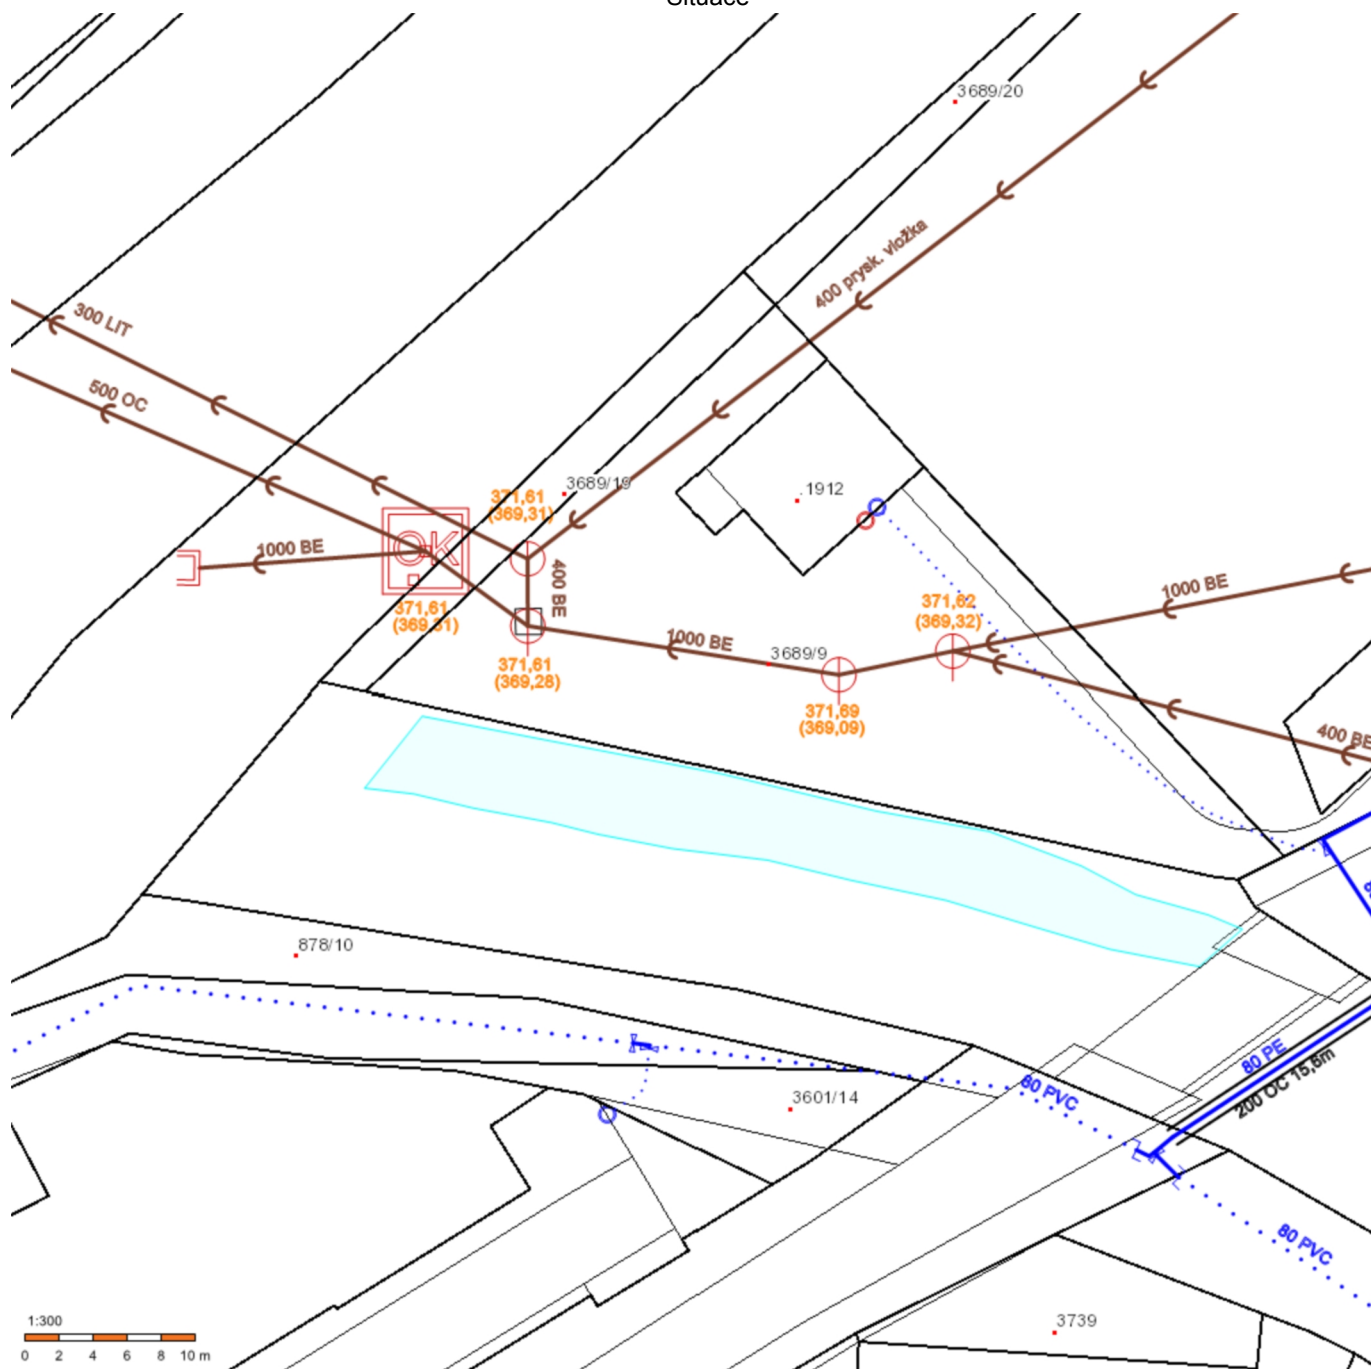 Situace
3689/20
400 prysk. vložka
300 LIT
500 OC
3689/19
371,61
(369,31)
.1912
OK
1000 BE
400 BE
1000 BE
371,61
(369,31)
371,62
(369,32)
1000 BE
3689/9
371,61
(369,28)
371,69
(369,09)
400 BE
878/10
80 PE
200 OC 15,8m
80 PVC
3601/14
80 PVC
3739
1:300
0 2 4 6 8 10 m